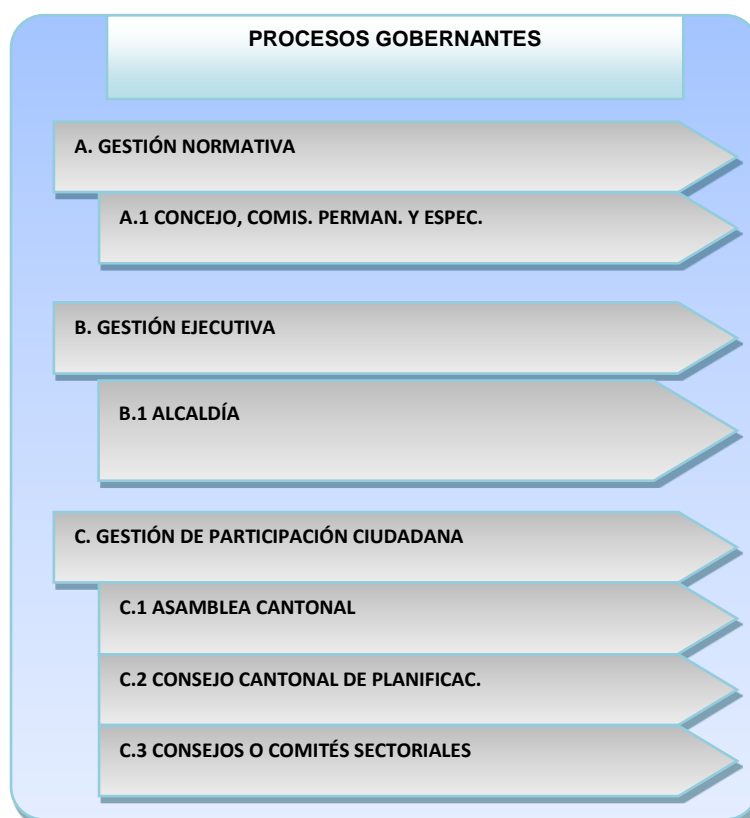 PROCESOS GOBERNANTES
A. GESTIÓN NORMATIVA
A.1 CONCEJO, COMIS. PERMAN. Y ESPEC.
B. GESTIÓN EJECUTIVA
B.1 ALCALDÍA
C. GESTIÓN DE PARTICIPACIÓN CIUDADANA
C.1 ASAMBLEA CANTONAL
C.2 CONSEJO CANTONAL DE PLANIFICAC.
C.3 CONSEJOS O COMITÉS SECTORIALES